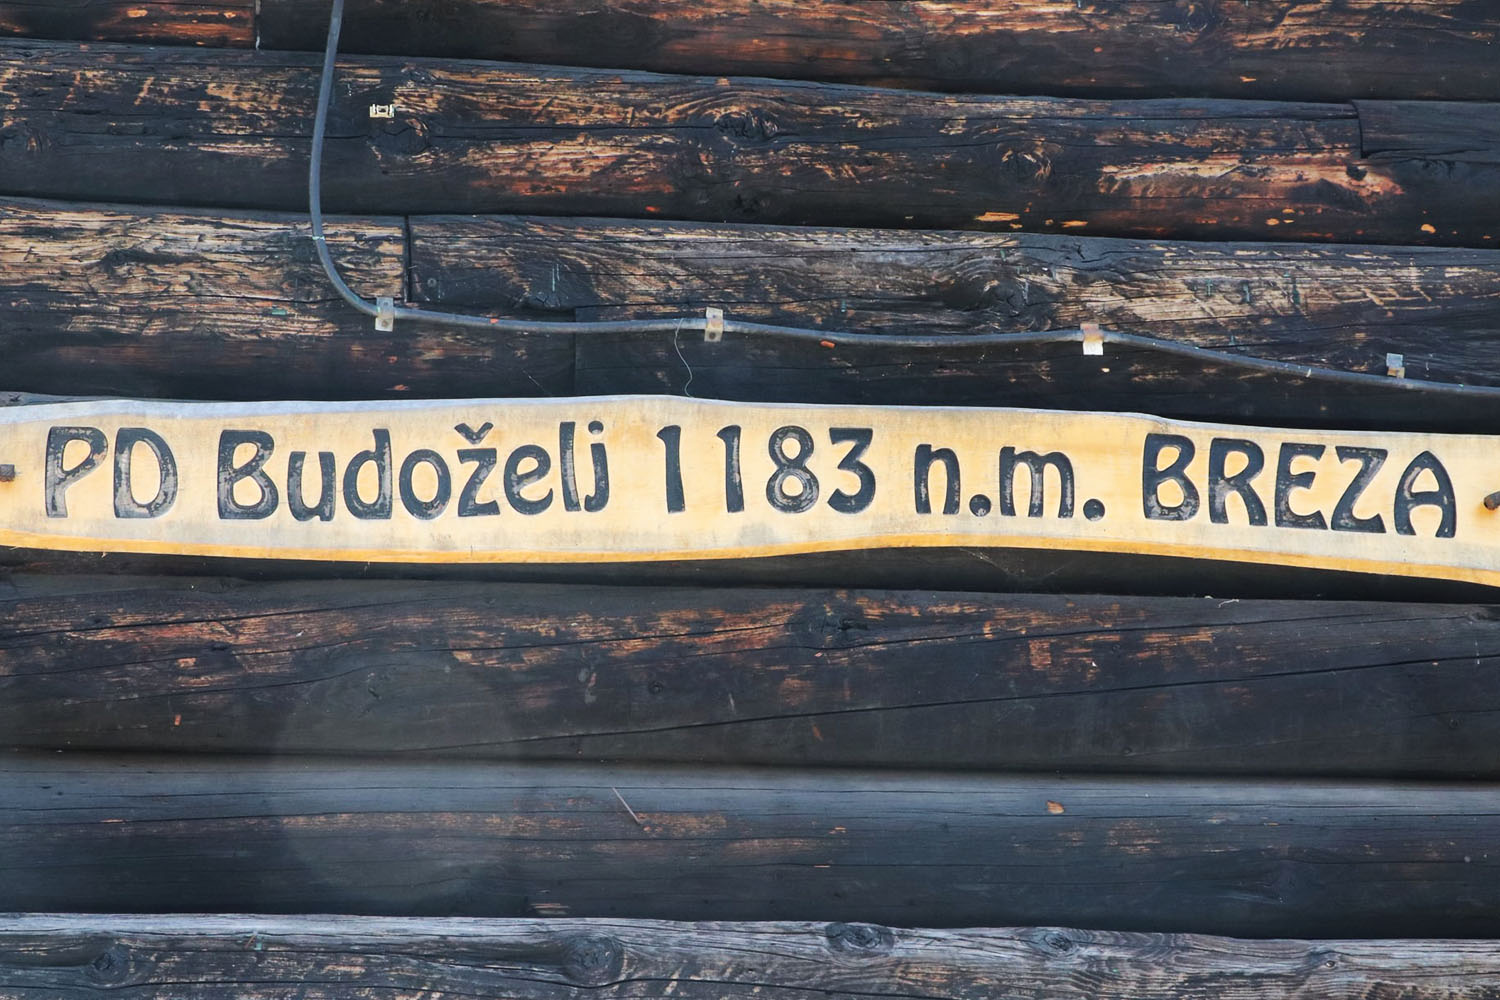 PD Budoželj 1183 n.m. BREZA